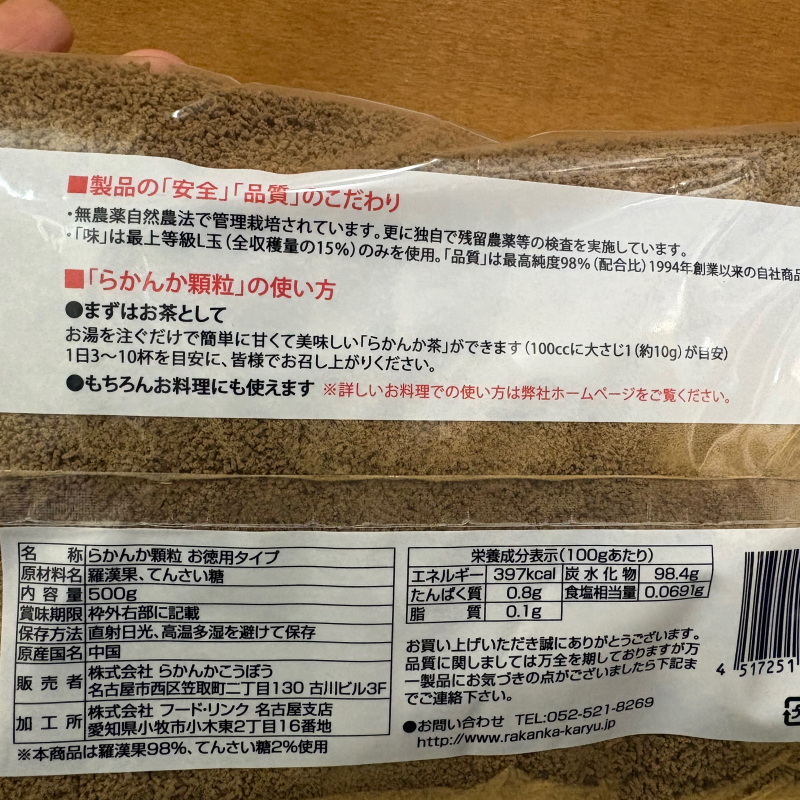 ■製品の「安全」「品質」のこだわり
・無農薬自然農法で管理栽培されています。更に独自で残留農薬等の検査を実施しています。
・「味」は最上等級L玉(全収穫量の15%)のみを使用。「品質」は最高純度98%(配合比)1994年創業以来の自社商品
■「らかんか顆粒」の使い方
●まずはお茶として
お湯を注ぐだけで簡単に甘くて美味しい「らかんか茶」ができます(100ccに大さじ1(約10g)が目安)
1日3〜10杯を目安に、皆様でお召し上がりください。
●もちろんお料理にも使えます ※詳しいお料理での使い方は弊社ホームページをご覧ください。
名称 らかんか顆粒 お徳用タイプ
原材料名 羅漢果、てんさい糖
内容量 500g
賞味期限 枠外右部に記載
保存方法 直射日光、高温多湿を避けて保存
原産国名 中国
販売者 株式会社 らかんかこうぼう
名古屋市西区笠取町二丁目130 古川ビル3F
加工所 株式会社 フード・リンク 名古屋支店
愛知県小牧市小木東2丁目16番地
※本商品は羅漢果98%、てんさい糖2%使用
栄養成分表示(100gあたり)
エネルギー 397kcal 炭水化物 98.4g
たんぱく質 0.8g 食塩相当量 0.0691g
脂質 0.1g
お買い上げいただき誠にありがとうございます。
品質に関しましては万全を期しておりますが万
一製品にお気づきの点がございましたら下記ま
でご連絡下さい。
●お問い合わせ TEL:052-521-8269
http://www.rakanka-karyu.com/
4 517251